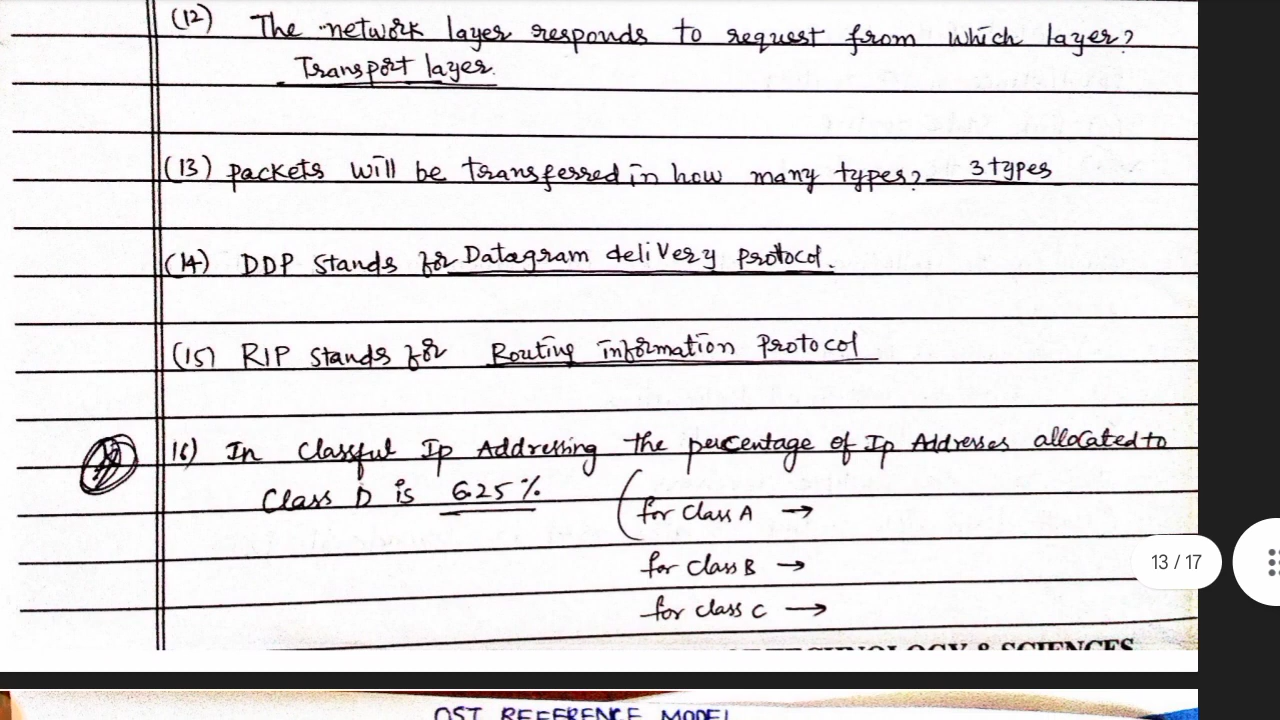 (12) The network layer responds to request from which layer?
Transport layer.
(13) packets will be transferred in how many types? 3 types
(14) DDP stands for Datagram delivery protocol.
(15) RIP stands for Routing information protocol
16) In classful Ip Addressing the percentage of Ip Addresses allocated to
class D is 6.25%
(for class A →
for class B →
for class C →
13 / 17
TECHNOLOGY & SCIENCES
OSI REFERENCE MODEL